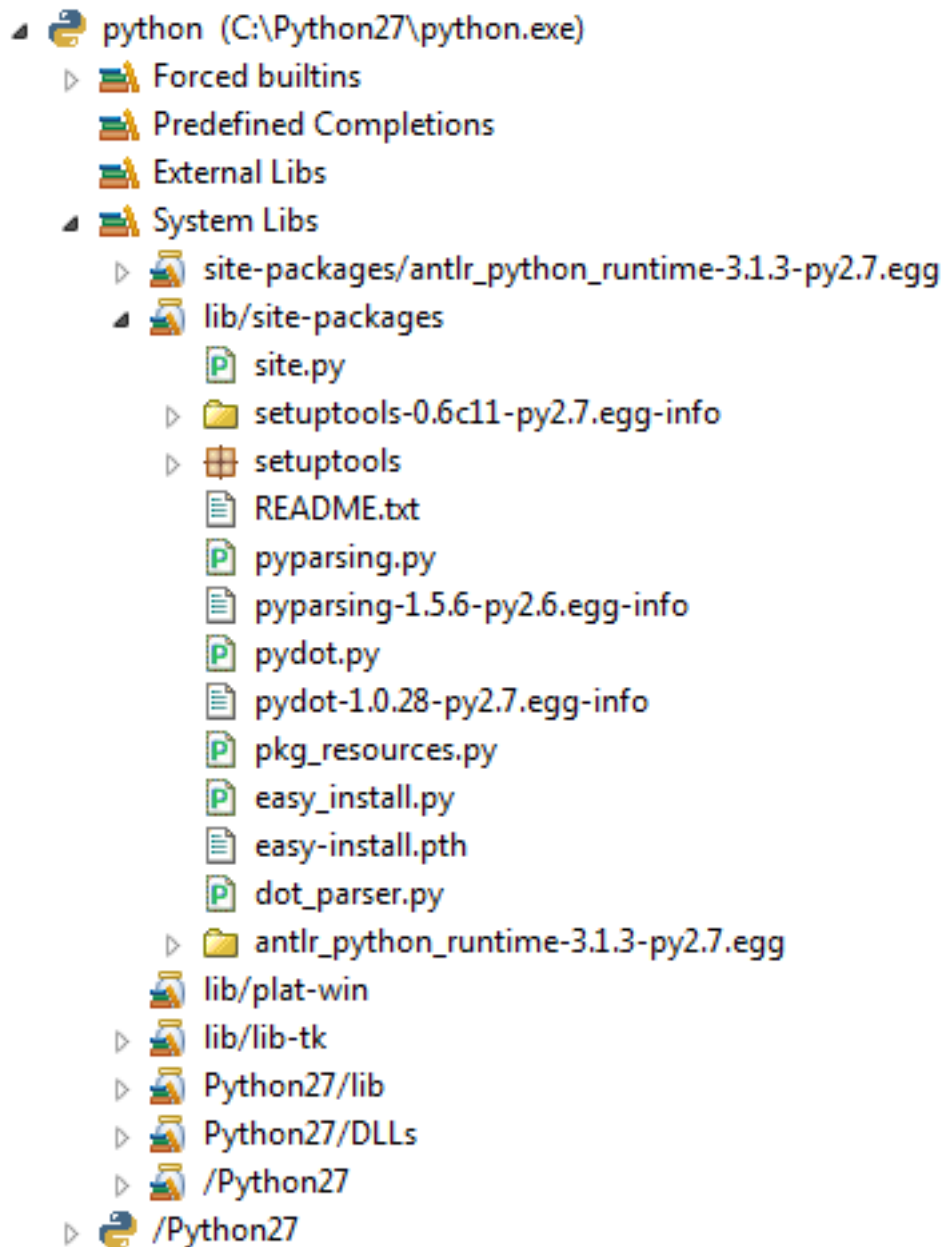 python (C:\Python27\python.exe)
Forced builtins
Predefined Completions
External Libs
System Libs
site-packages/antlr_python_runtime-3.1.3-py2.7.egg
lib/site-packages
site.py
setuptools-0.6c11-py2.7.egg-info
setuptools
README.txt
pyparsing.py
pyparsing-1.5.6-py2.6.egg-info
pydot.py
pydot-1.0.28-py2.7.egg-info
pkg_resources.py
easy_install.py
easy-install.pth
dot_parser.py
antlr_python_runtime-3.1.3-py2.7.egg
lib/plat-win
lib/lib-tk
Python27/lib
Python27/DLLs
/Python27
/Python27